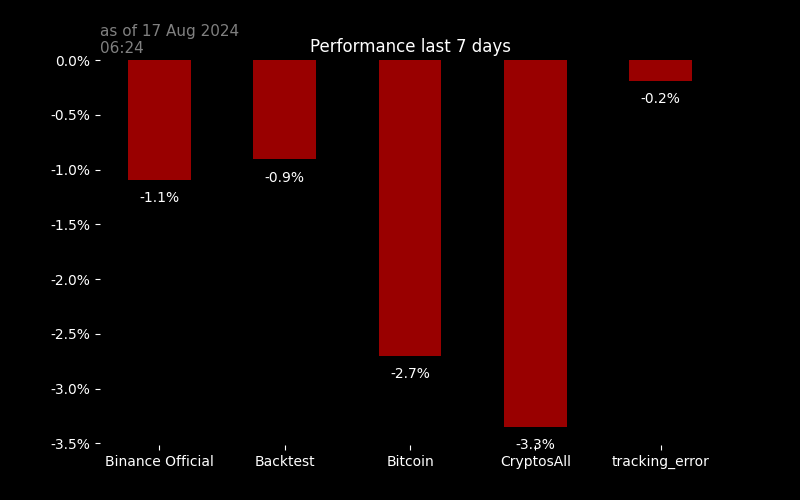 as of 17 Aug 2024
06:24
Performance last 7 days
0.0%
-0.5%
-1.0%
-1.5%
-2.0%
-2.5%
-3.0%
-3.5%
-1.1%
-0.9%
-2.7%
-3.3%
-0.2%
Binance Official
Backtest
Bitcoin
CryptosAll
tracking_error